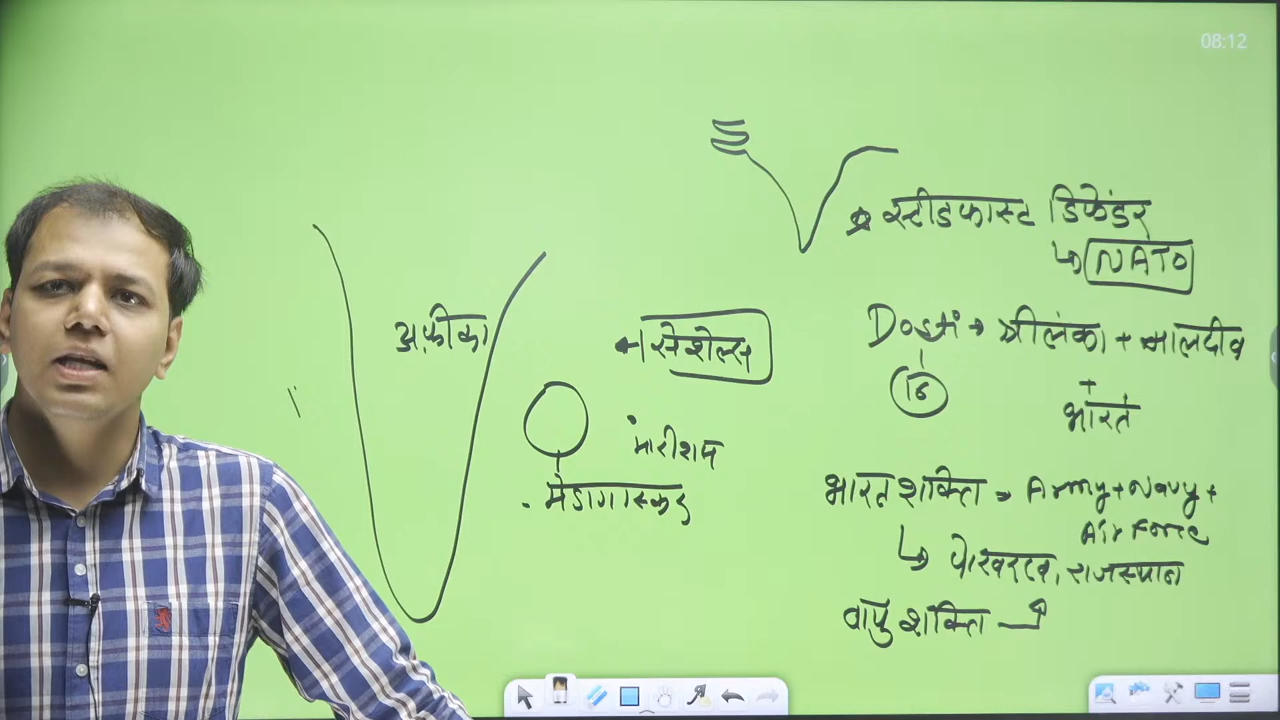 08:12
स्टीडफास्ट डिफेंडर
NATO
अफ्रीका
सेशेल्स
Dosti → श्रीलंका + मालदीव
+
भारत
मारीशस
मेडागास्कर
भारत शक्ति → Army + Navy +
Air Force
पोखरण, राजस्थान
वायु शक्ति